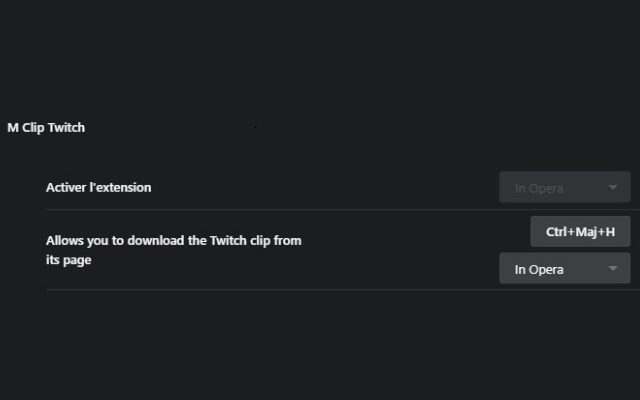 M Clip Twitch
Activer l'extension
In Opera
Allows you to download the Twitch clip from
its page
Ctrl+Maj+H
In Opera